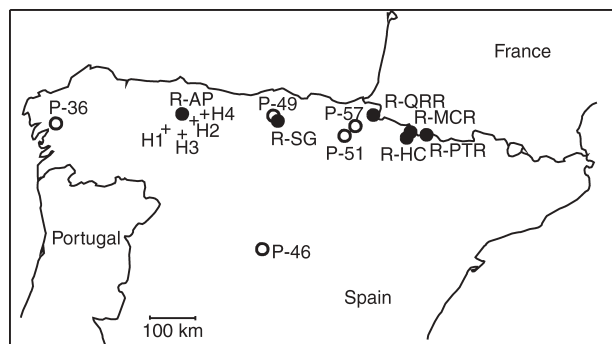 France
P-36
R-AP
H4
P-49
P-57
R-QRR
R-MCR
H1
H2
H3
R-SG
P-51
R-HC
R-PTR
Portugal
P-46
Spain
100 km